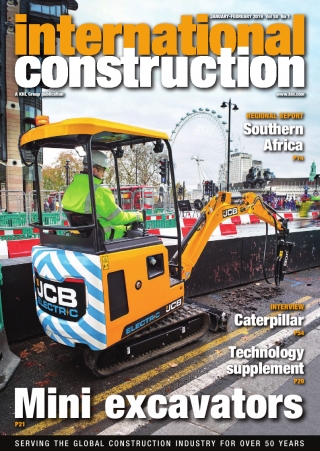 JANUARY-FEBRUARY 2019 Vol 58 No 1
international
construction
A KHL Group publication
www.khl.com
REGIONAL REPORT
Southern
Africa
P14
JCB
JCB
ELECTRIC
ELECTRIC
JCB
INTERVIEW
Caterpillar
P54
Technology
supplement
P29
Mini excavators
P21
SERVING THE GLOBAL CONSTRUCTION INDUSTRY FOR OVER 50 YEARS